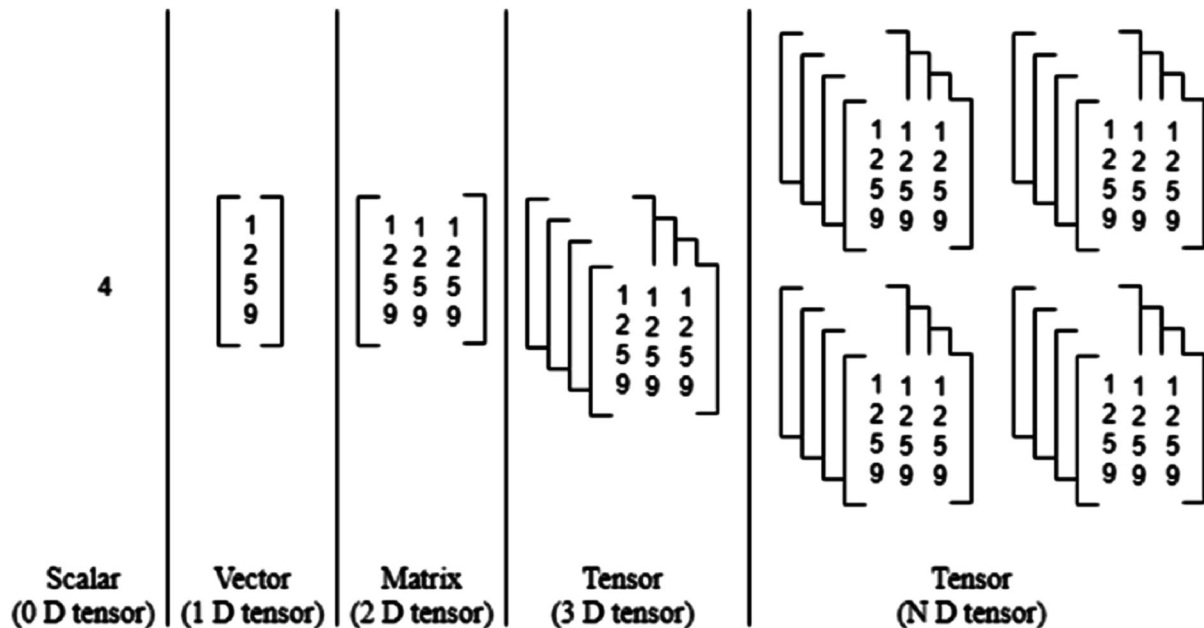 4
1
2
5
9
1 1 1
2 2 2
5 5 5
9 9 9
1 1 1
2 2 2
5 5 5
9 9 9
1 1 1
2 2 2
5 5 5
9 9 9
1 1 1
2 2 2
5 5 5
9 9 9
1 1 1
2 2 2
5 5 5
9 9 9
1 1 1
2 2 2
5 5 5
9 9 9
Scalar
(0 D tensor)
Vector
(1 D tensor)
Matrix
(2 D tensor)
Tensor
(3 D tensor)
Tensor
(N D tensor)